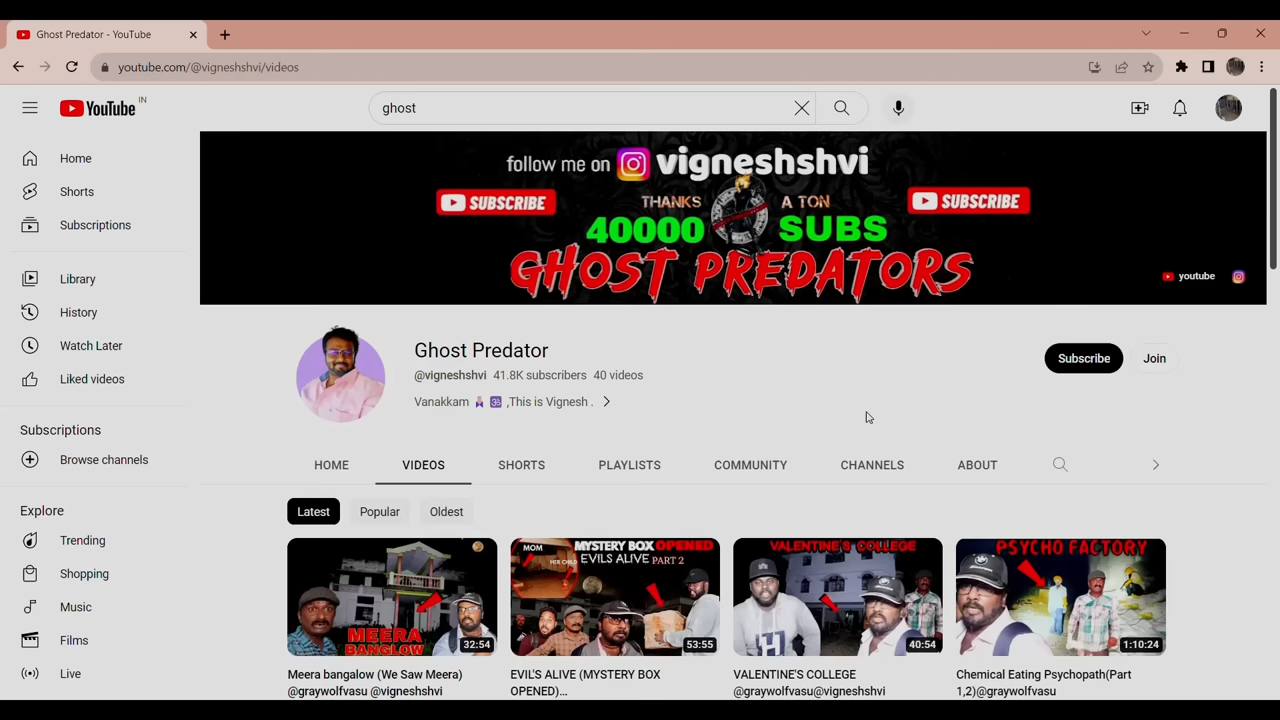 Ghost Predator - YouTube
youtube.com/@vigneshshvi/videos
YouTube IN
ghost
Home
Shorts
Subscriptions
Library
History
Watch Later
Liked videos
Subscriptions
Browse channels
Explore
Trending
Shopping
Music
Films
Live
follow me on vigneshshvi
SUBSCRIBE THANKS A TON SUBSCRIBE
40000 SUBS
GHOST PREDATORS
youtube
Ghost Predator
@vigneshshvi 41.8K subscribers 40 videos
Vanakkam ,This is Vignesh .
Subscribe Join
HOME VIDEOS SHORTS PLAYLISTS COMMUNITY CHANNELS ABOUT
Latest Popular Oldest
MEERA
BANGLOW
32:54
MOM
HER CHILD
MYSTERY BOX OPENED
EVILS ALIVE PART 2
53:55
VALENTINE'S COLLEGE
40:54
PSYCHO FACTORY
1:10:24
Meera bangalow (We Saw Meera)
@graywolfvasu @vigneshshvi
EVIL'S ALIVE (MYSTERY BOX
OPENED)...
VALENTINE'S COLLEGE
@graywolfvasu@vigneshshvi
Chemical Eating Psychopath(Part
1,2)@graywolfvasu